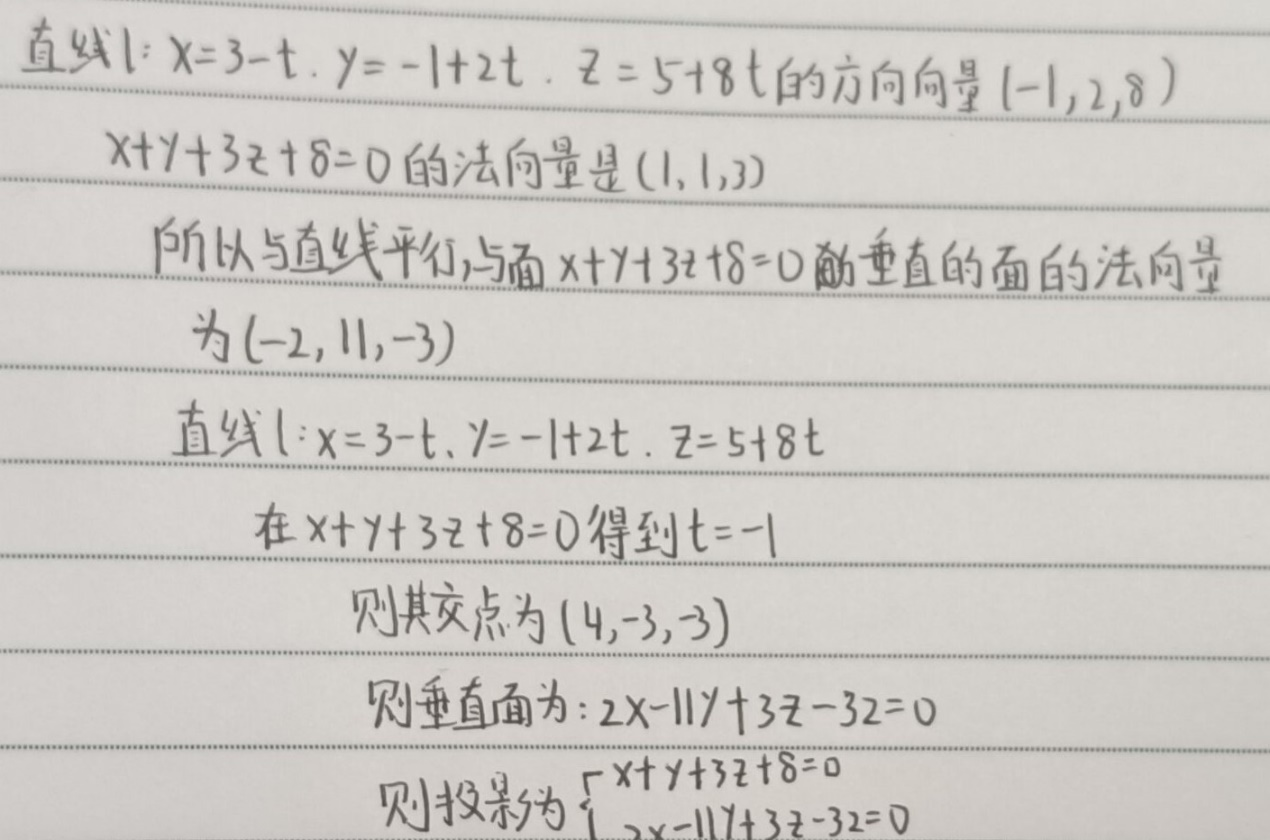 直线l: x=3-t. y=-1+2t. z=5+8t的方向向量(-1,2,8)
x+y+3z+8=0的法向量是(1,1,3)
所以与直线平行,与面x+y+3z+8=0垂直的面的法向量
为(-2,11,-3)
直线l:x=3-t、y=-1+2t. z=5+8t
在x+y+3z+8=0得到t=-1
则其交点为(4,-3,-3)
则垂直面为:2x-11y+3z-32=0
则投影为{x+y+3z+8=0
2x-11y+3z-32=0